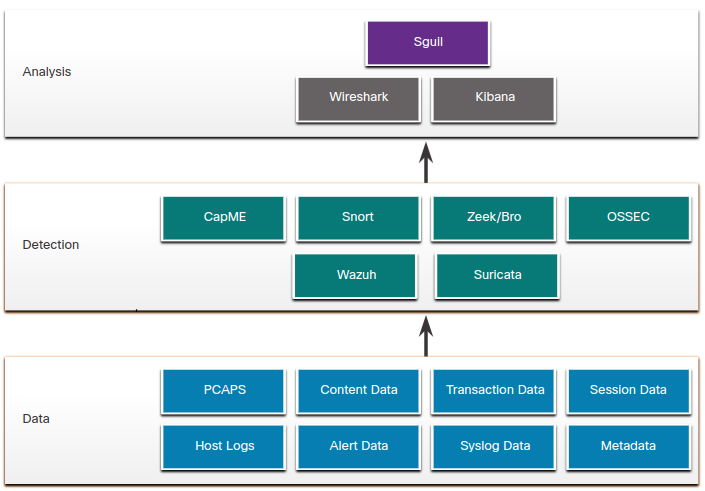 Sguil
Analysis
Wireshark
Kibana
CapME
Snort
Zeek/Bro
OSSEC
Detection
Wazuh
Suricata
PCAPS
Content Data
Transaction Data
Session Data
Data
Host Logs
Alert Data
Syslog Data
Metadata